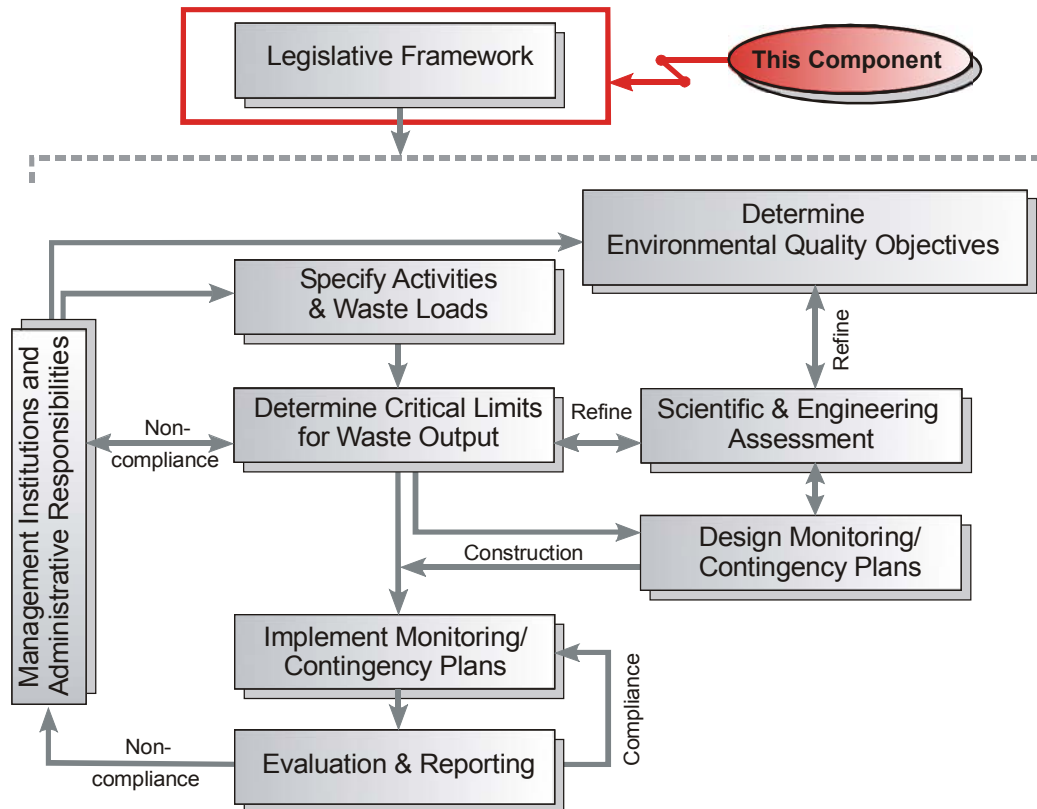 Legislative Framework
This Component
Determine
Environmental Quality Objectives
Specify Activities
& Waste Loads
Refine
Management Institutions and
Administrative Responsibilities
Non-
compliance
Determine Critical Limits
for Waste Output
Refine
Scientific & Engineering
Assessment
Construction
Design Monitoring/
Contingency Plans
Implement Monitoring/
Contingency Plans
Compliance
Non-
compliance
Evaluation & Reporting